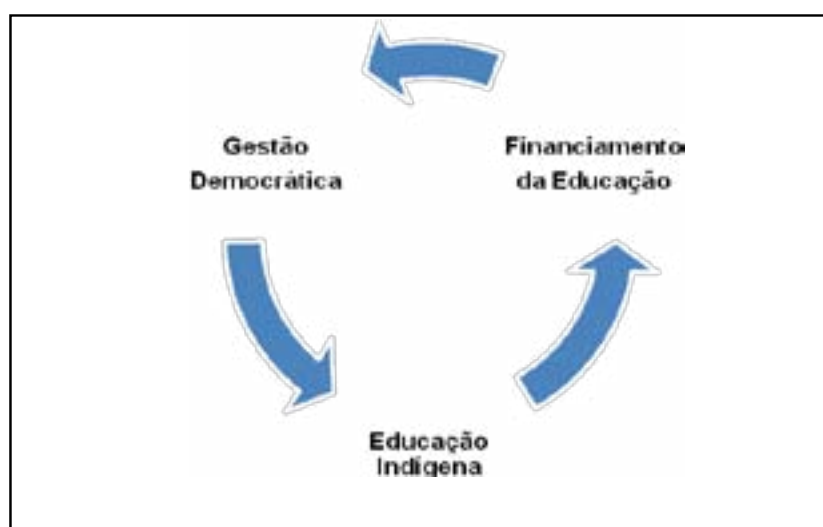 Gestão
Democrática
Financiamento
da Educação
Educação
Indígena